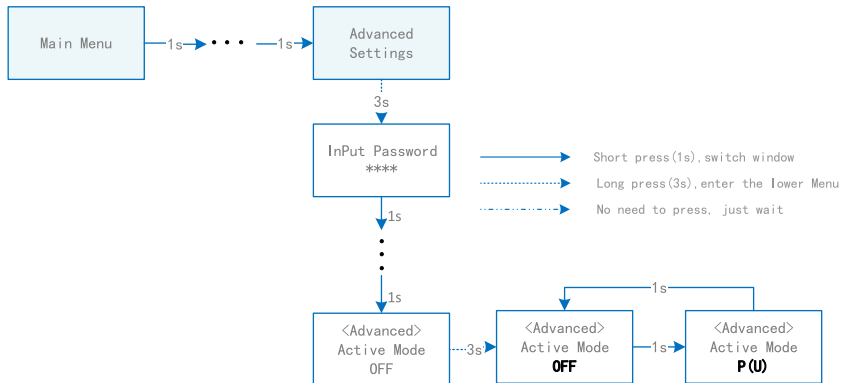 Main Menu
1s
1s
Advanced
Settings
3s
InPut Password
****
Short press(1s),switch window
Long press(3s),enter the lower Menu
No need to press, just wait
1s
1s
1s
<Advanced>
Active Mode
OFF
3s
<Advanced>
Active Mode
OFF
1s
<Advanced>
Active Mode
P(U)